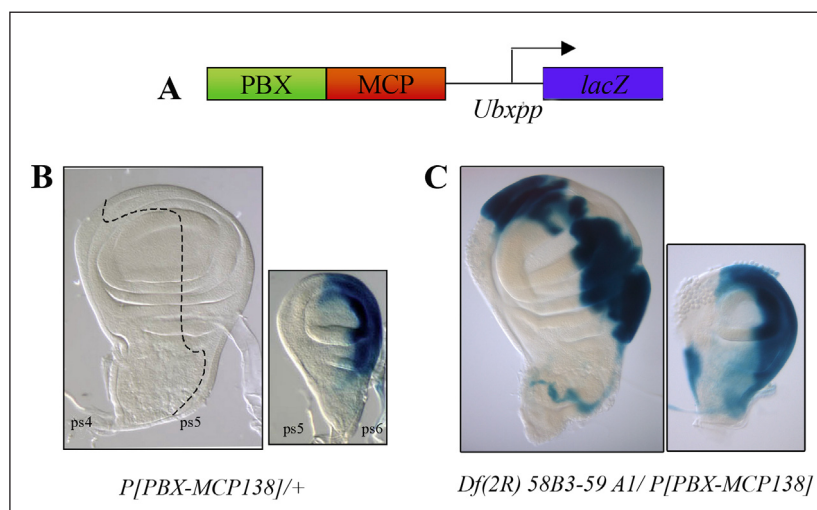 A
PBX MCP lacZ
Ubxpp
B
C
ps4 ps5 ps5 ps6
P[PBX-MCP138]/+
Df(2R) 58B3-59 A1/ P[PBX-MCP138]